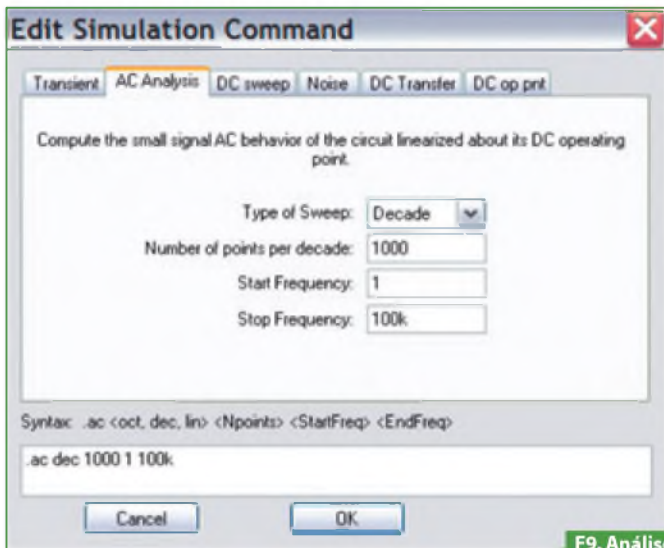 Edit Simulation Command
Transient AC Analysis DC sweep Noise DC Transfer DC op pnt
Compute the small signal AC behavior of the circuit linearized about its DC operating
point.
Type of Sweep: Decade
Number of points per decade: 1000
Start Frequency: 1
Stop Frequency: 100k
Syntax: .ac <oct, dec, lin> <Npoints> <StartFreq> <EndFreq>
.ac dec 1000 1 100k
Cancel OK
F9. Análise